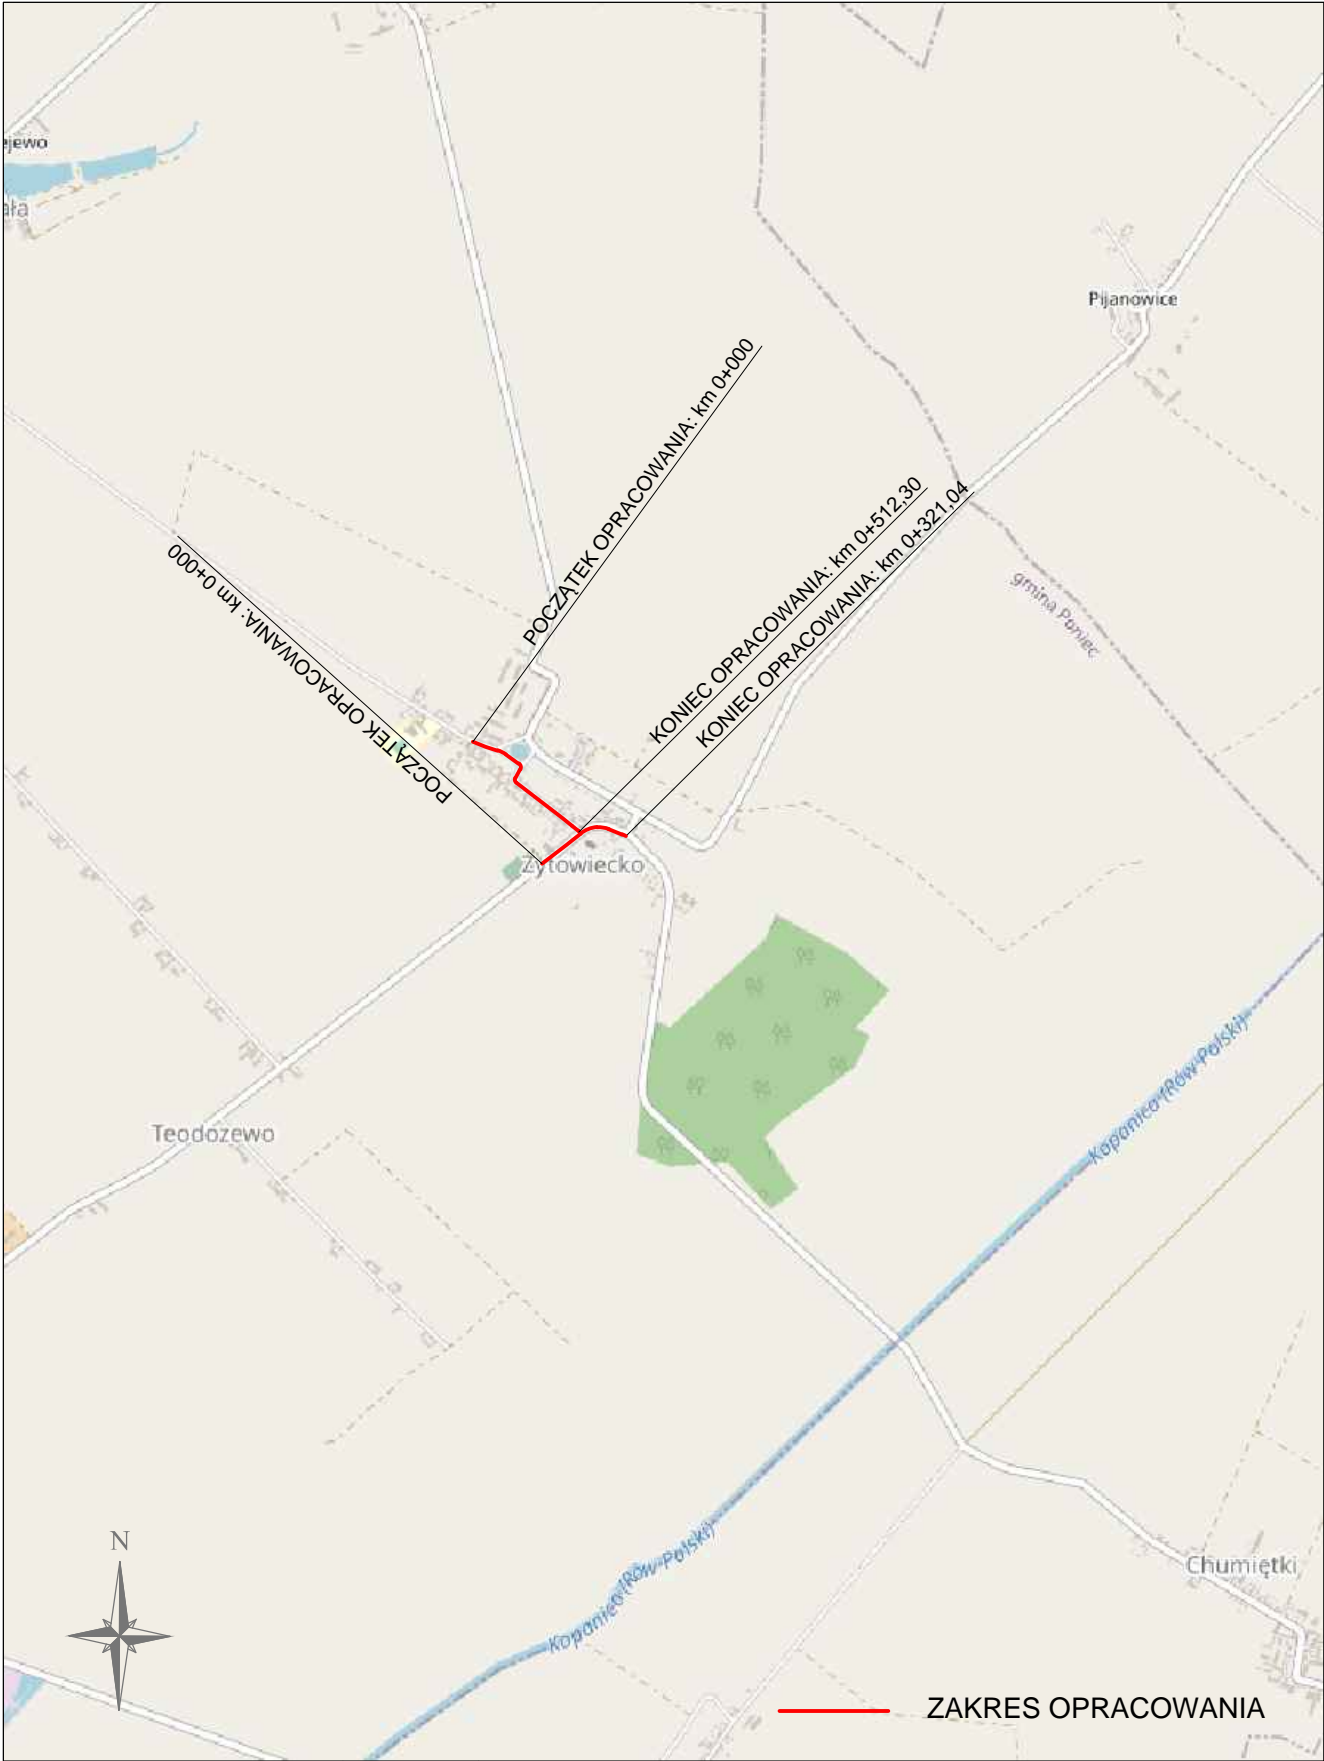 ejewo
ała
Pijanowice
POCZĄTEK OPRACOWANIA: km 0+000
KONIEC OPRACOWANIA: km 0+512,30
KONIEC OPRACOWANIA: km 0+321,04
POCZĄTEK OPRACOWANIA: km 0+000
gmina Poniec
Żytowiecko
Teodozewo
Kopanica (Rów Polski)
Kopanica (Rów Polski)
Chumiętki
N
ZAKRES OPRACOWANIA